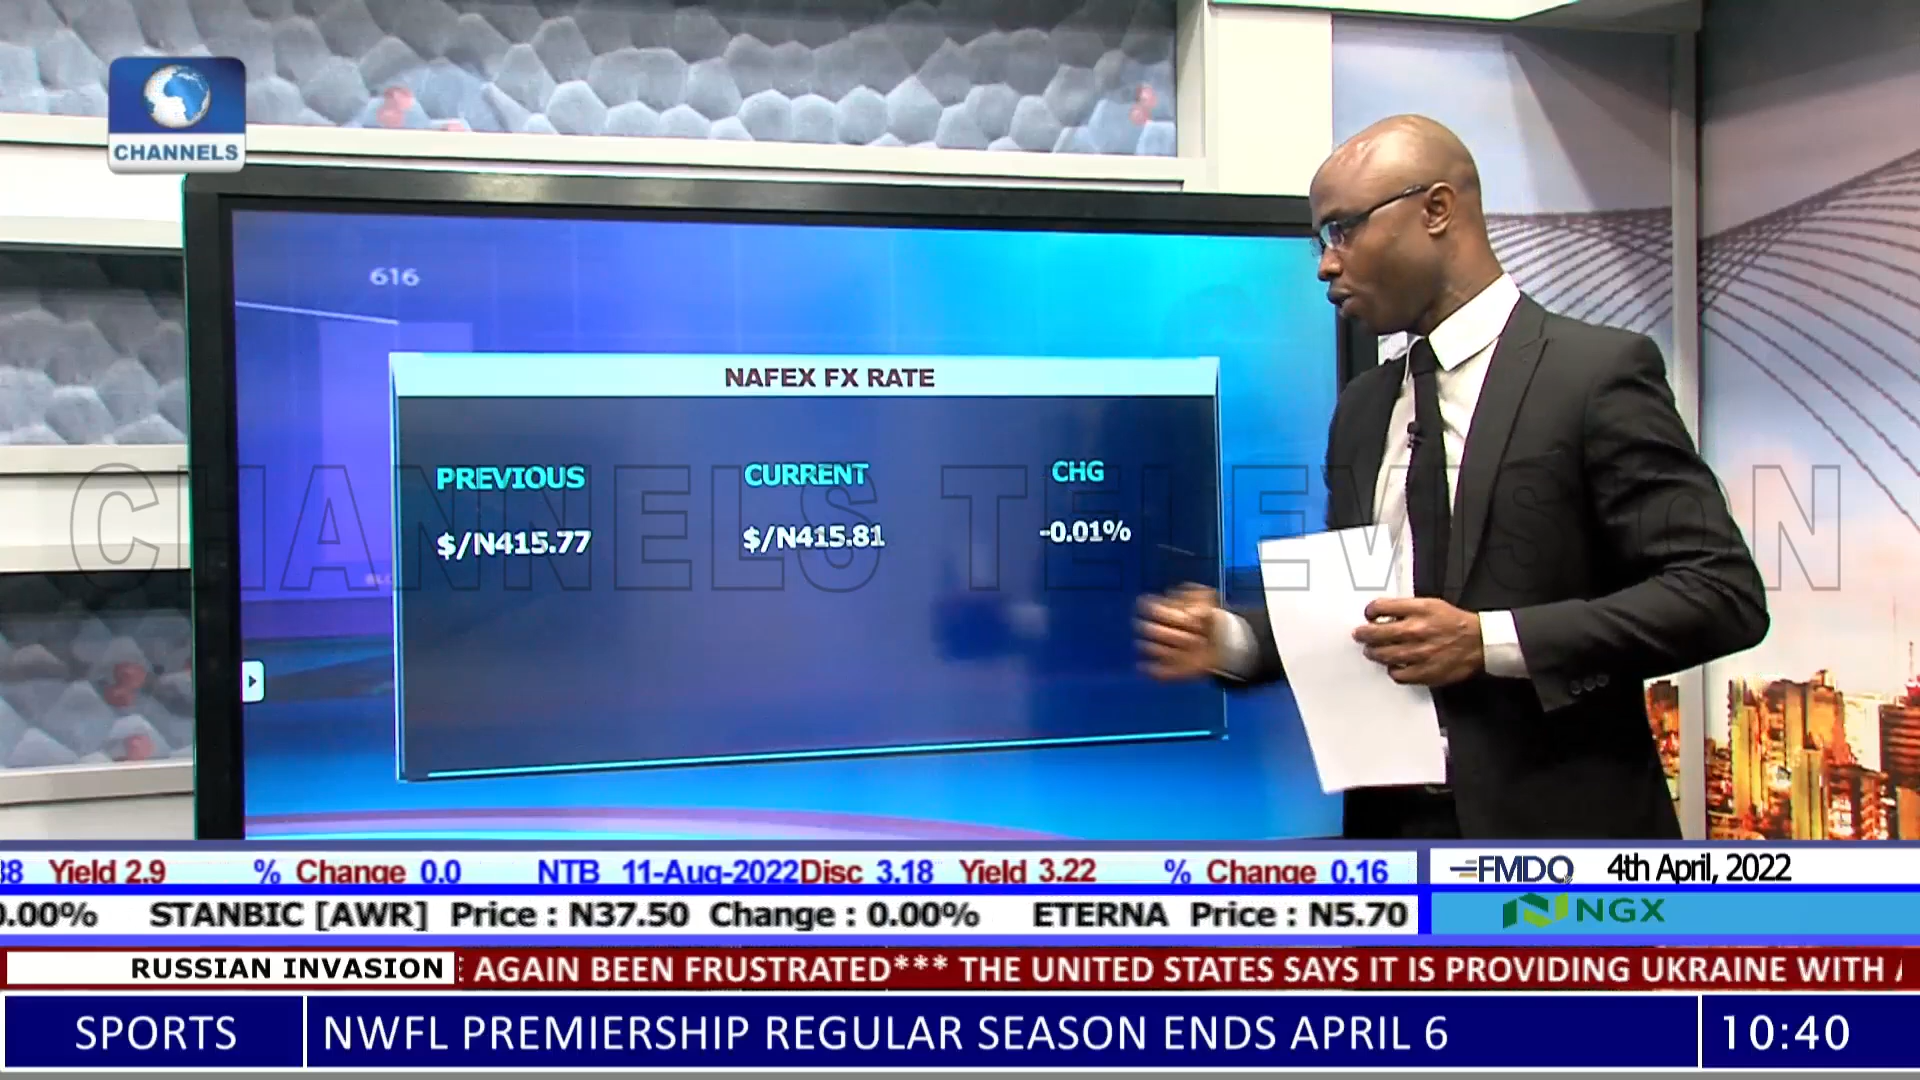 CHANNELS
616
NAFEX FX RATE
PREVIOUS CURRENT CHG
$/N415.77 $/N415.81 -0.01%
CHANNELS TELEVISION
Yield 2.9 % Change 0.0 NTB 11-Aug-2022 Disc 3.18 Yield 3.22 % Change 0.16
FMDQ 4th April, 2022
0.00% STANBIC [AWR] Price : N37.50 Change : 0.00% ETERNA Price : N5.70
NGX
RUSSIAN INVASION AGAIN BEEN FRUSTRATED*** THE UNITED STATES SAYS IT IS PROVIDING UKRAINE WITH
SPORTS NWFL PREMIERSHIP REGULAR SEASON ENDS APRIL 6 10:40